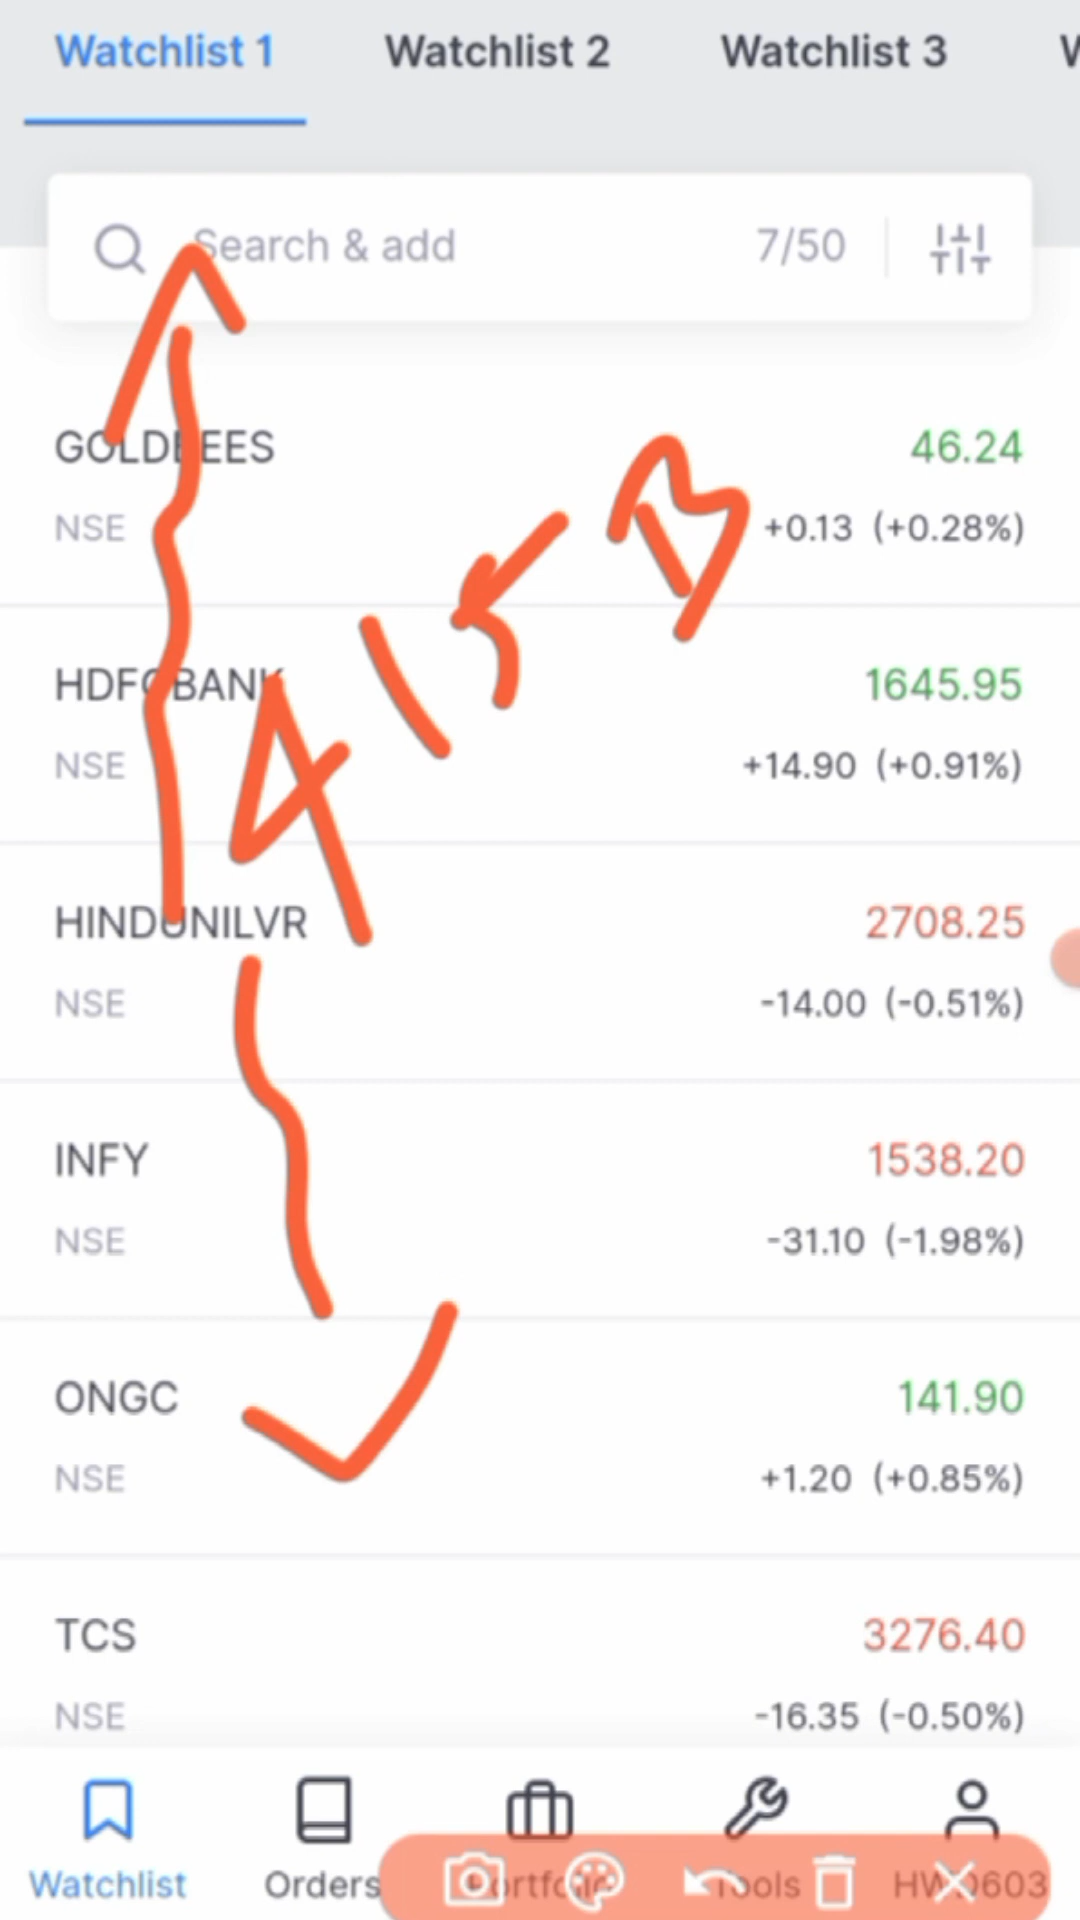 Watchlist 1 Watchlist 2 Watchlist 3 W
Search & add 7/50
GOLDBEES 46.24
NSE +0.13 (+0.28%)
HDFCBANK 1645.95
NSE +14.90 (+0.91%)
HINDUNILVR 2708.25
NSE -14.00 (-0.51%)
INFY 1538.20
NSE -31.10 (-1.98%)
ONGC 141.90
NSE +1.20 (+0.85%)
TCS 3276.40
NSE -16.35 (-0.50%)
Watchlist Orders Portfolio Tools